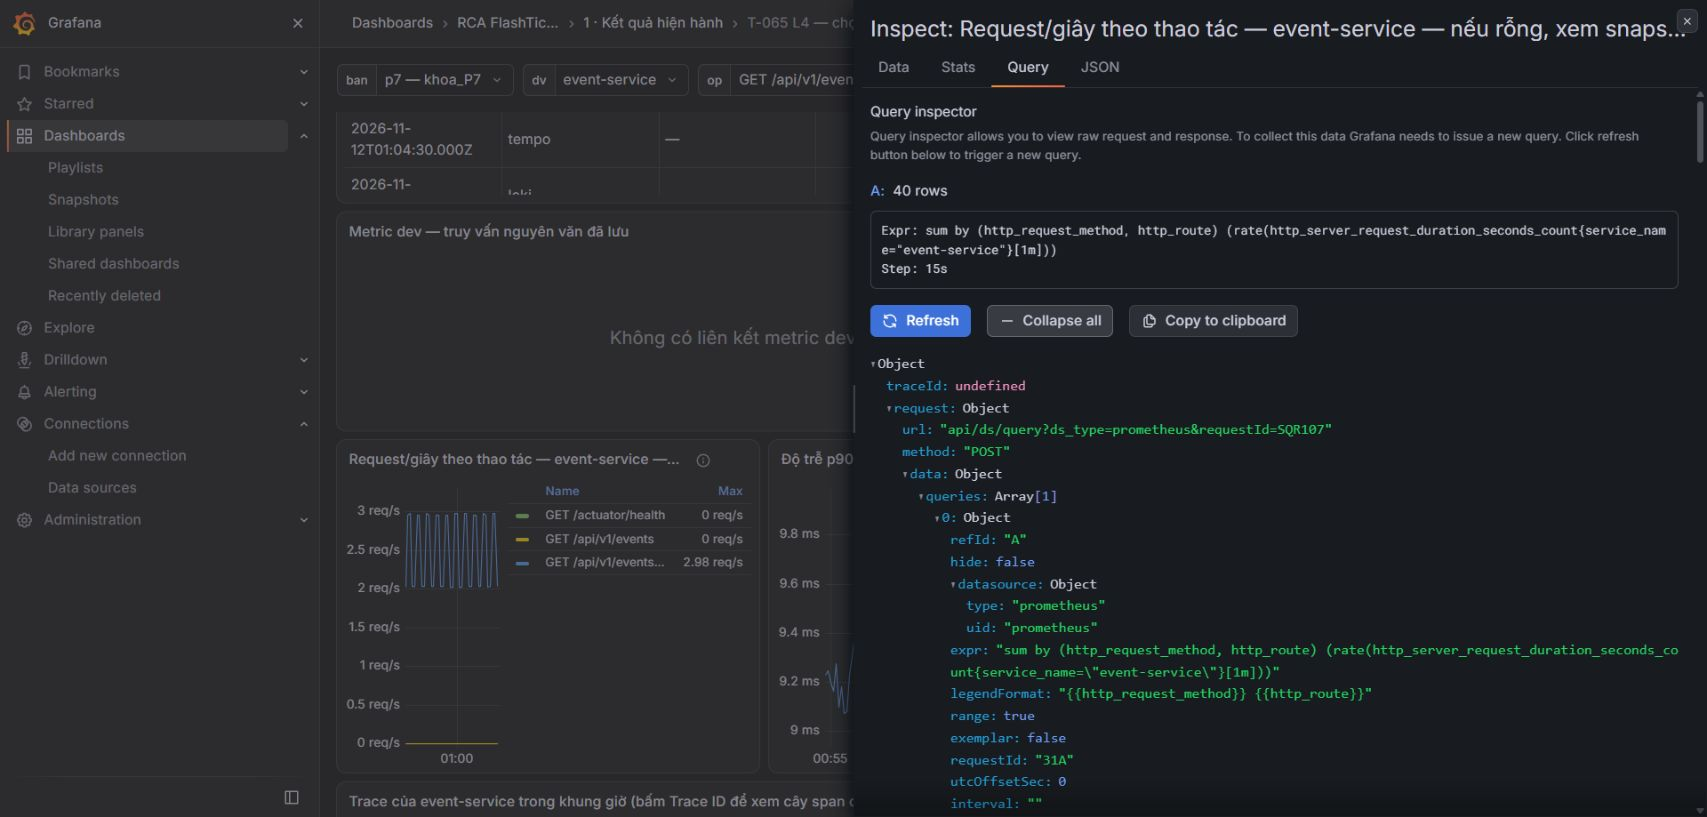 Grafana
Bookmarks
Starred
Dashboards
Playlists
Snapshots
Library panels
Shared dashboards
Recently deleted
Explore
Drilldown
Alerting
Connections
Add new connection
Data sources
Administration
Dashboards › RCA FlashTic... › 1 · Kết quả hiện hành › T-065 L4 — chọ
ban p7 — khoa_P7 dv event-service op GET /api/v1/even
2026-11-
12T01:04:30.000Z
tempo
—
2026-11-
loki
Metric dev — truy vấn nguyên văn đã lưu
Không có liên kết metric dev
Request/giây theo thao tác — event-service —...
3 req/s
2.5 req/s
2 req/s
1.5 req/s
1 req/s
0.5 req/s
0 req/s
01:00
Name Max
GET /actuator/health 0 req/s
GET /api/v1/events 0 req/s
GET /api/v1/events... 2.98 req/s
Độ trễ p90
9.8 ms
9.6 ms
9.4 ms
9.2 ms
9 ms
00:55
Trace của event-service trong khung giờ (bấm Trace ID để xem cây span
Inspect: Request/giây theo thao tác — event-service — nếu rỗng, xem snaps...
Data Stats Query JSON
Query inspector
Query inspector allows you to view raw request and response. To collect this data Grafana needs to issue a new query. Click refresh
button below to trigger a new query.
A: 40 rows
Expr: sum by (http_request_method, http_route) (rate(http_server_request_duration_seconds_count{service_nam
e="event-service"}[1m]))
Step: 15s
Refresh
Collapse all
Copy to clipboard
Object
traceId: undefined
request: Object
url: "api/ds/query?ds_type=prometheus&requestId=SQR107"
method: "POST"
data: Object
queries: Array[1]
0: Object
refId: "A"
hide: false
datasource: Object
type: "prometheus"
uid: "prometheus"
expr: "sum by (http_request_method, http_route) (rate(http_server_request_duration_seconds_co
unt{service_name=\"event-service\"}[1m]))"
legendFormat: "{{http_request_method}} {{http_route}}"
range: true
exemplar: false
requestId: "31A"
utcOffsetSec: 0
interval: ""